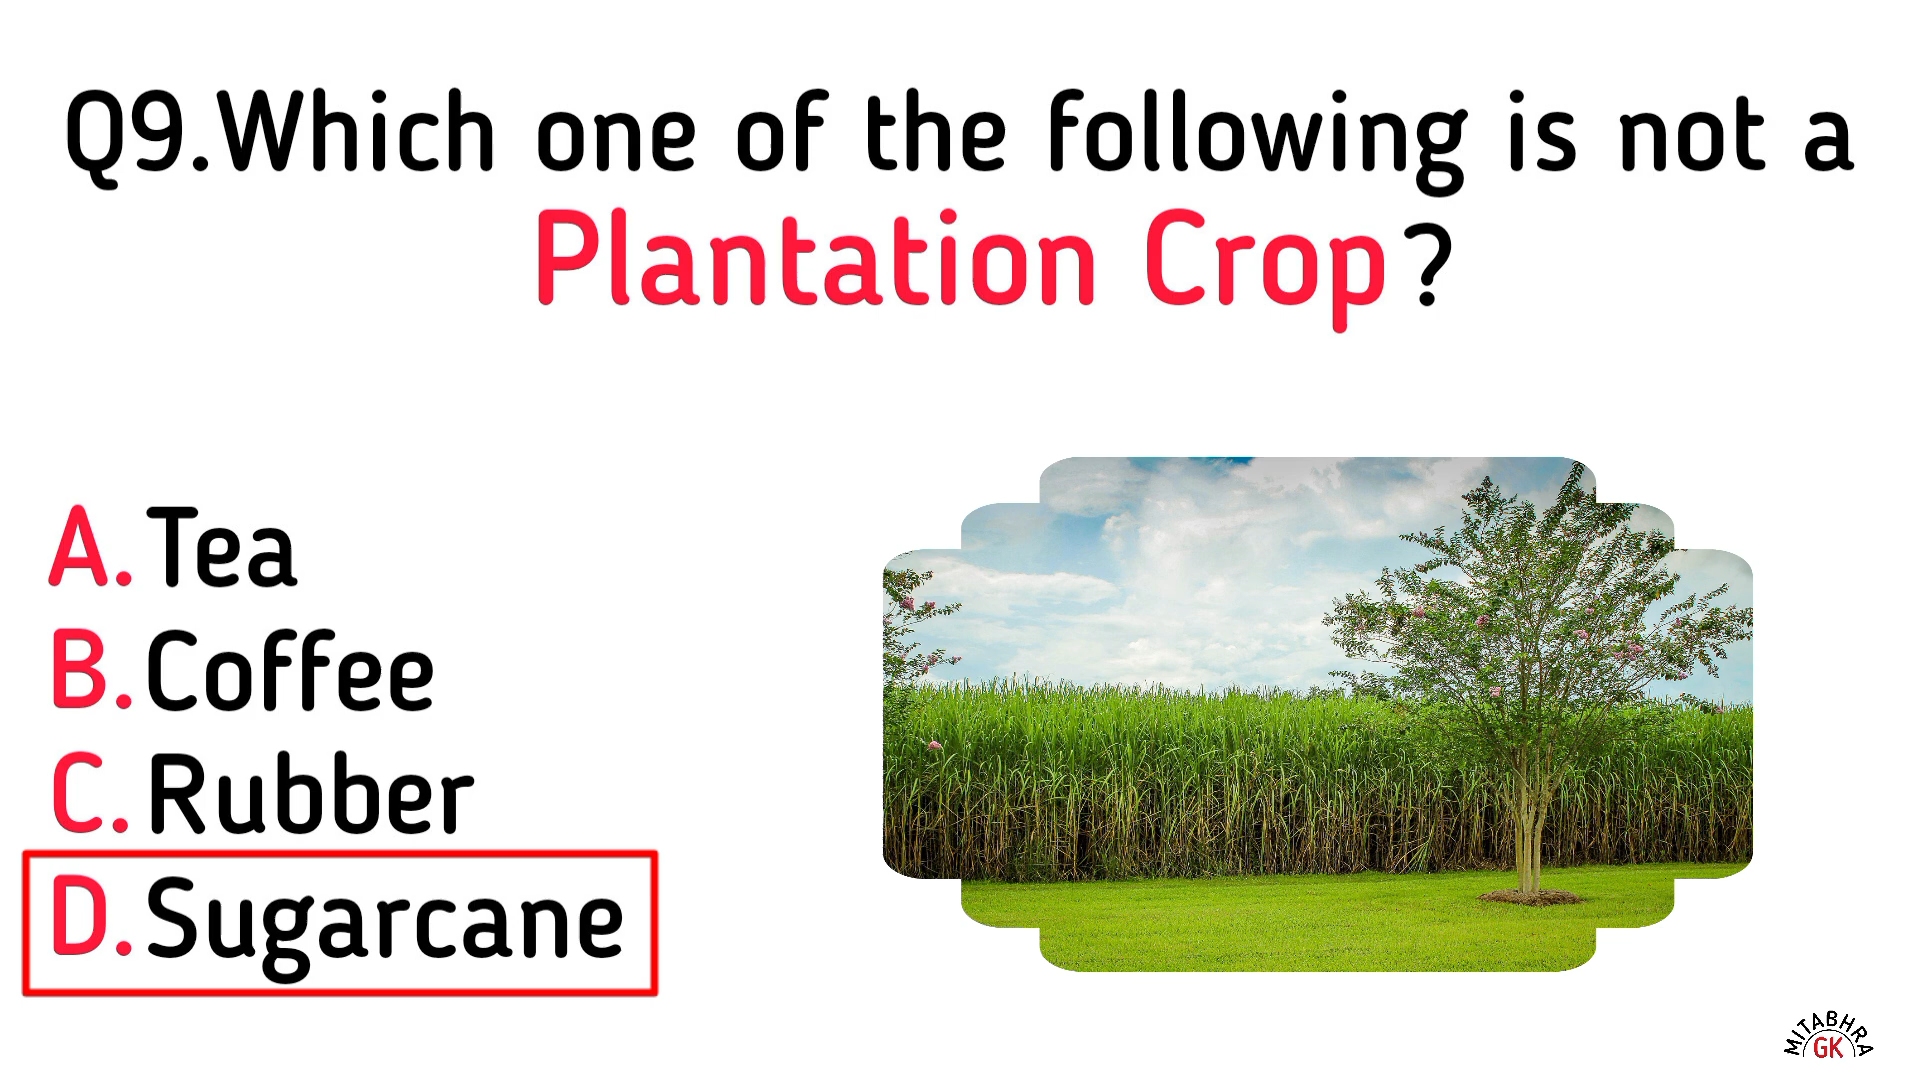 Q9.Which one of the following is not a
Plantation Crop?
A. Tea
B. Coffee
C. Rubber
D. Sugarcane
MITABHRA
GK